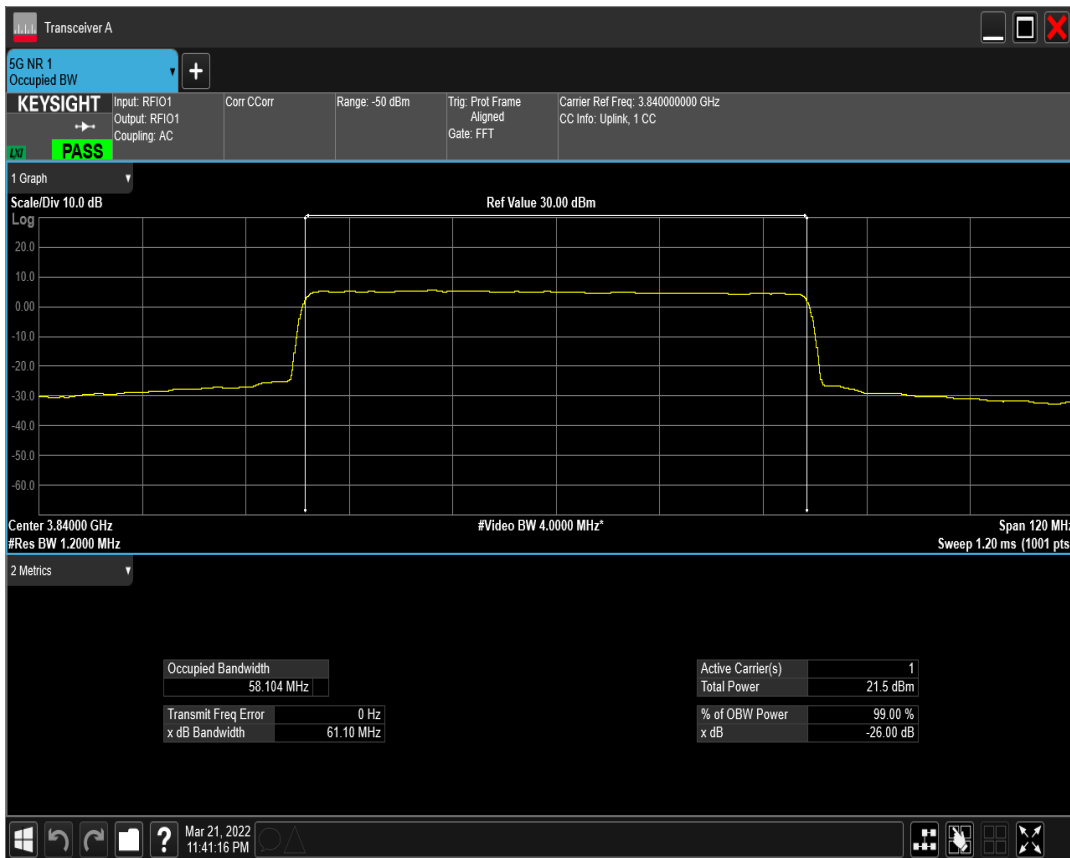 Transceiver A
5G NR 1
Occupied BW
+
KEYSIGHT
LXI
PASS
Input: RFIO1
Output: RFIO1
Coupling: AC
Corr CCorr
Range: -50 dBm
Trig: Prot Frame
Aligned
Gate: FFT
Carrier Ref Freq: 3.840000000 GHz
CC Info: Uplink, 1 CC
1 Graph
Scale/Div 10.0 dB
Ref Value 30.00 dBm
Log
20.0
10.0
0.00
-10.0
-20.0
-30.0
-40.0
-50.0
-60.0
Center 3.84000 GHz
#Video BW 4.0000 MHz*
Span 120 MHz
#Res BW 1.2000 MHz
Sweep 1.20 ms (1001 pts
2 Metrics
Occupied Bandwidth
58.104 MHz
Transmit Freq Error 0 Hz
x dB Bandwidth 61.10 MHz
Active Carrier(s) 1
Total Power 21.5 dBm
% of OBW Power 99.00 %
x dB -26.00 dB
?
Mar 21, 2022
11:41:16 PM